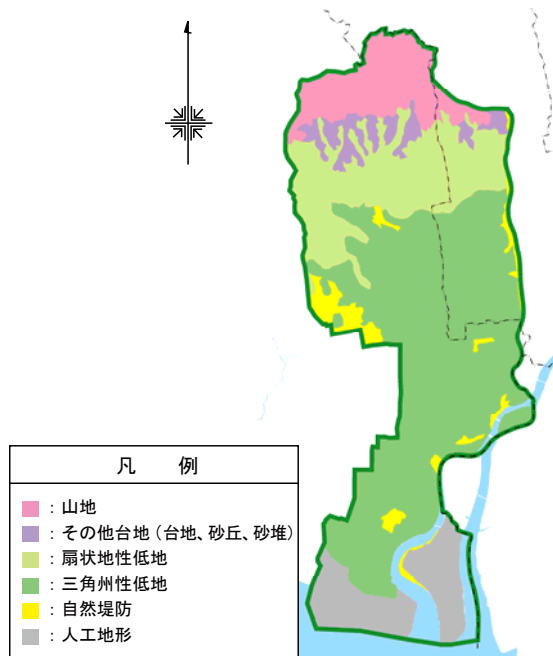 凡 例
：山地
：その他台地（台地、砂丘、砂堆）
：扇状地性低地
：三角州性低地
：自然堤防
：人工地形